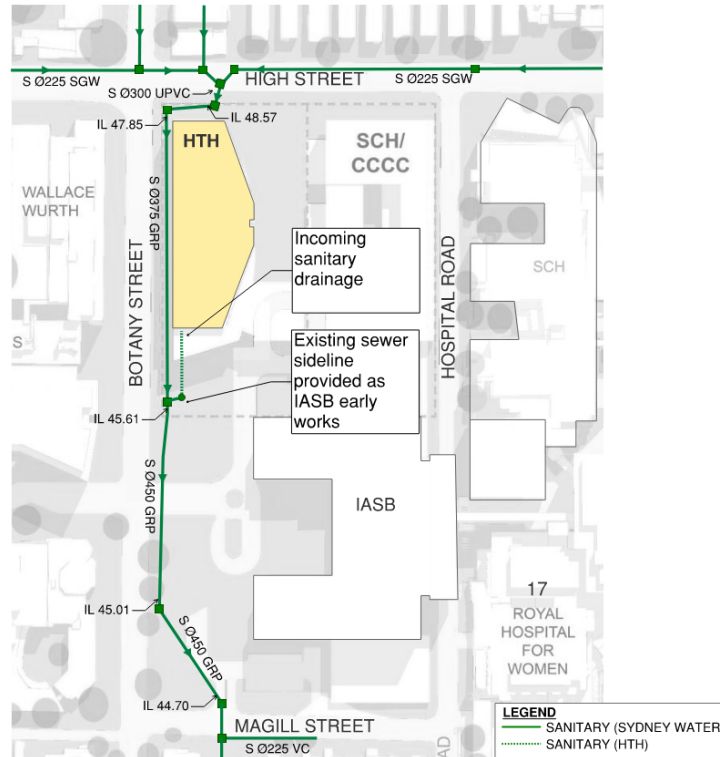 HIGH STREET
S Ø225 SGW
S Ø225 SGW
S Ø300 UPVC
IL 47.85
IL 48.57
HTH
SCH/
CCCC
WALLACE
WURTH
S Ø375 GRP
BOTANY STREET
Incoming
sanitary
drainage
HOSPITAL ROAD
SCH
S
Existing sewer
sideline
provided as
IASB early
works
IL 45.61
S Ø450 GRP
IASB
IL 45.01
S Ø450 GRP
17
ROYAL
HOSPITAL
FOR
WOMEN
IL 44.70
MAGILL STREET
S Ø225 VC
AD
LEGEND
SANITARY (SYDNEY WATER
SANITARY (HTH)